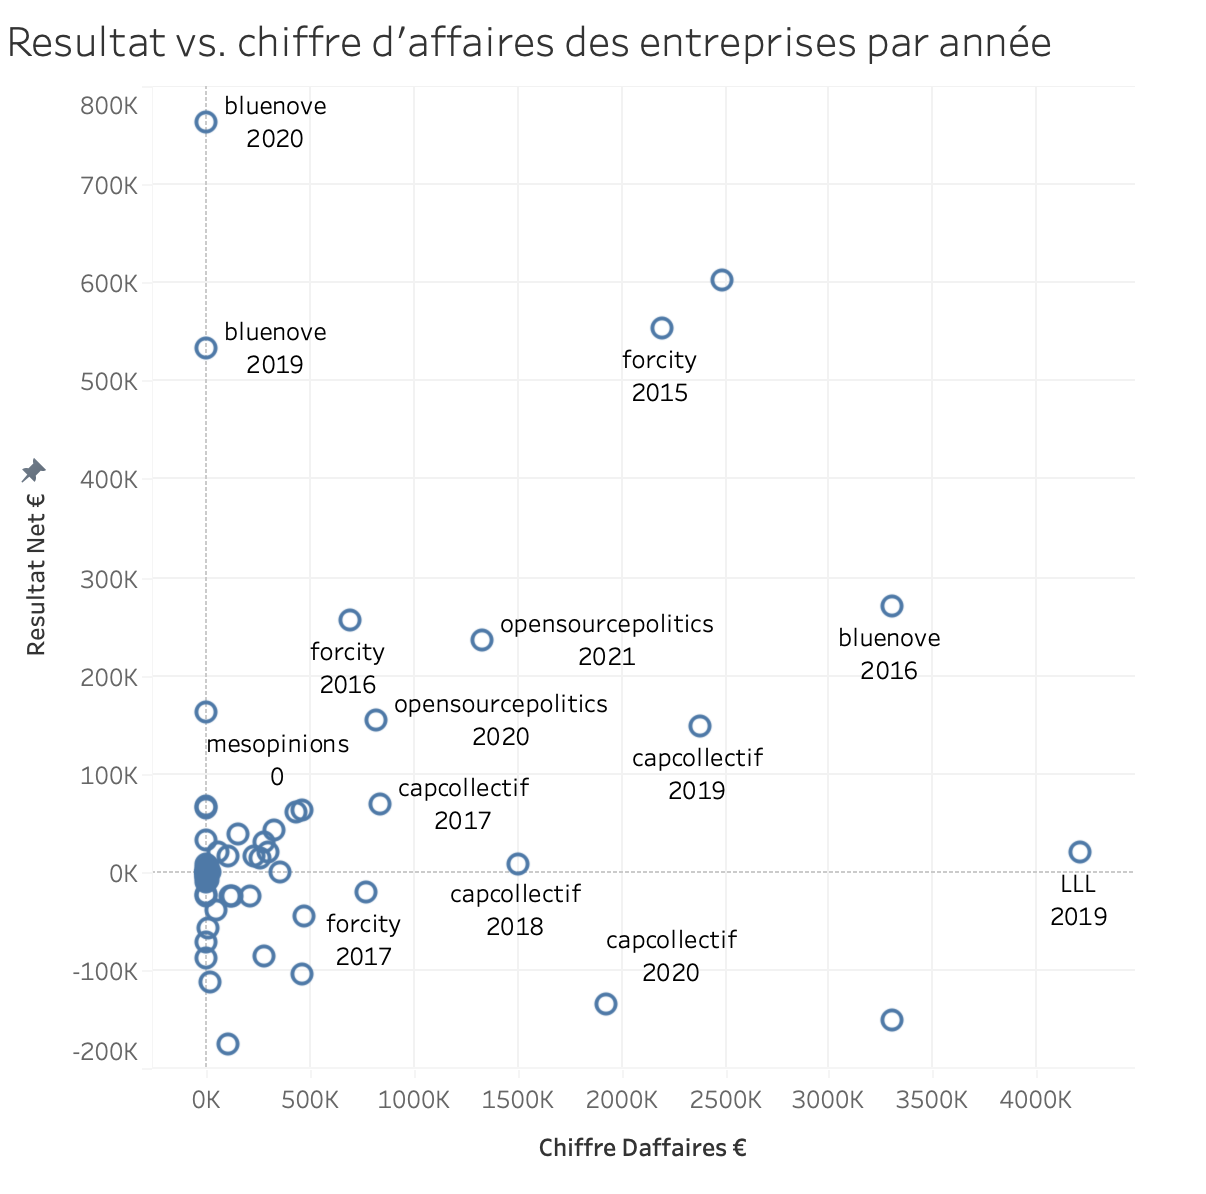 Resultat vs. chiffre d'affaires des entreprises par année
800K
700K
600K
500K
400K
300K
200K
100K
0K
-100K
-200K
Resultat Net €
bluenove
2020
bluenove
2019
forcity
2015
forcity
2016
opensourcepolitics
2021
bluenove
2016
opensourcepolitics
2020
mesopinions
0
capcollectif
2019
capcollectif
2017
capcollectif
2018
LLL
2019
forcity
2017
capcollectif
2020
0K
500K
1000K
1500K
2000K
2500K
3000K
3500K
4000K
Chiffre Daffaires €